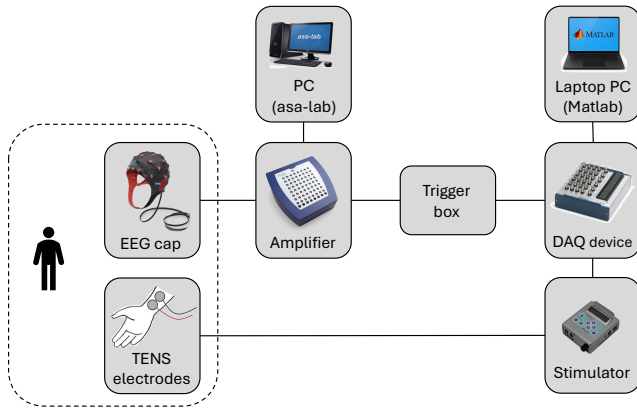 asa-lab
PC
(asa-lab)
MATLAB
Laptop PC
(Matlab)
EEG cap
Amplifier
Trigger
box
DAQ device
TENS
electrodes
Stimulator